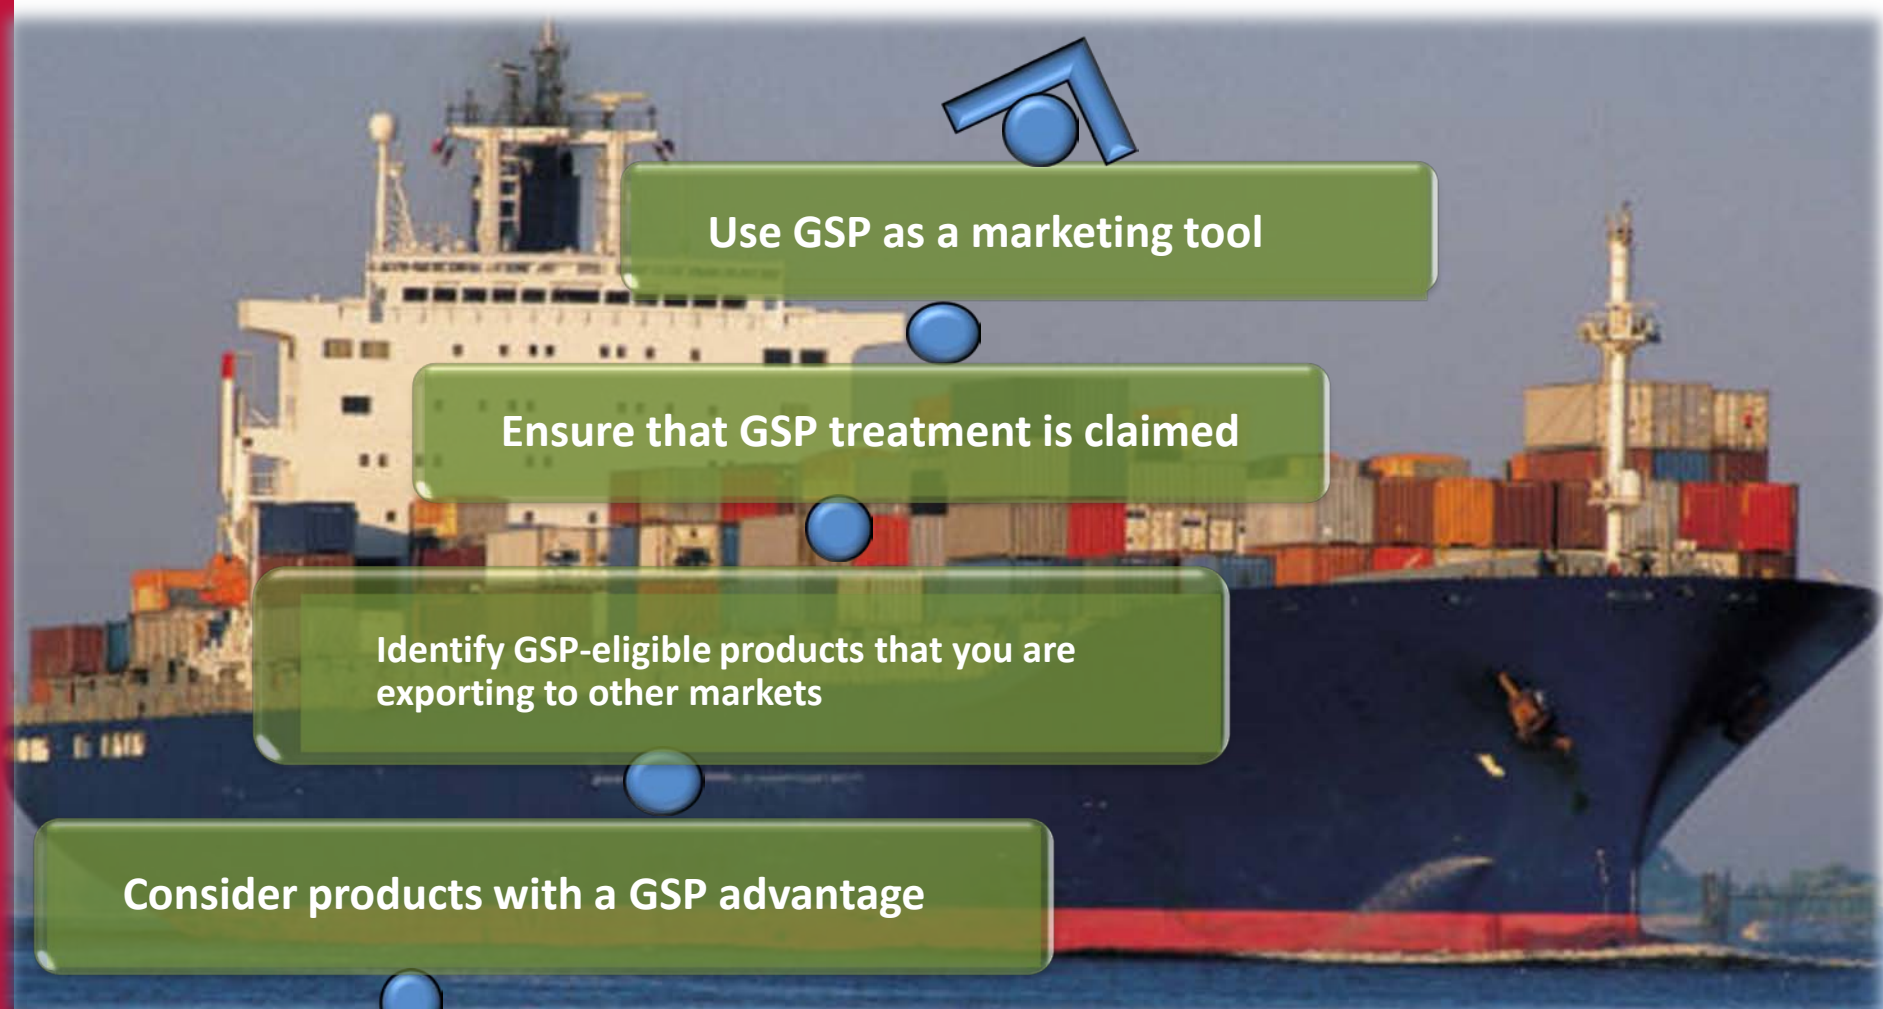 Use GSP as a marketing tool
Ensure that GSP treatment is claimed
Identify GSP-eligible products that you are
exporting to other markets
Consider products with a GSP advantage